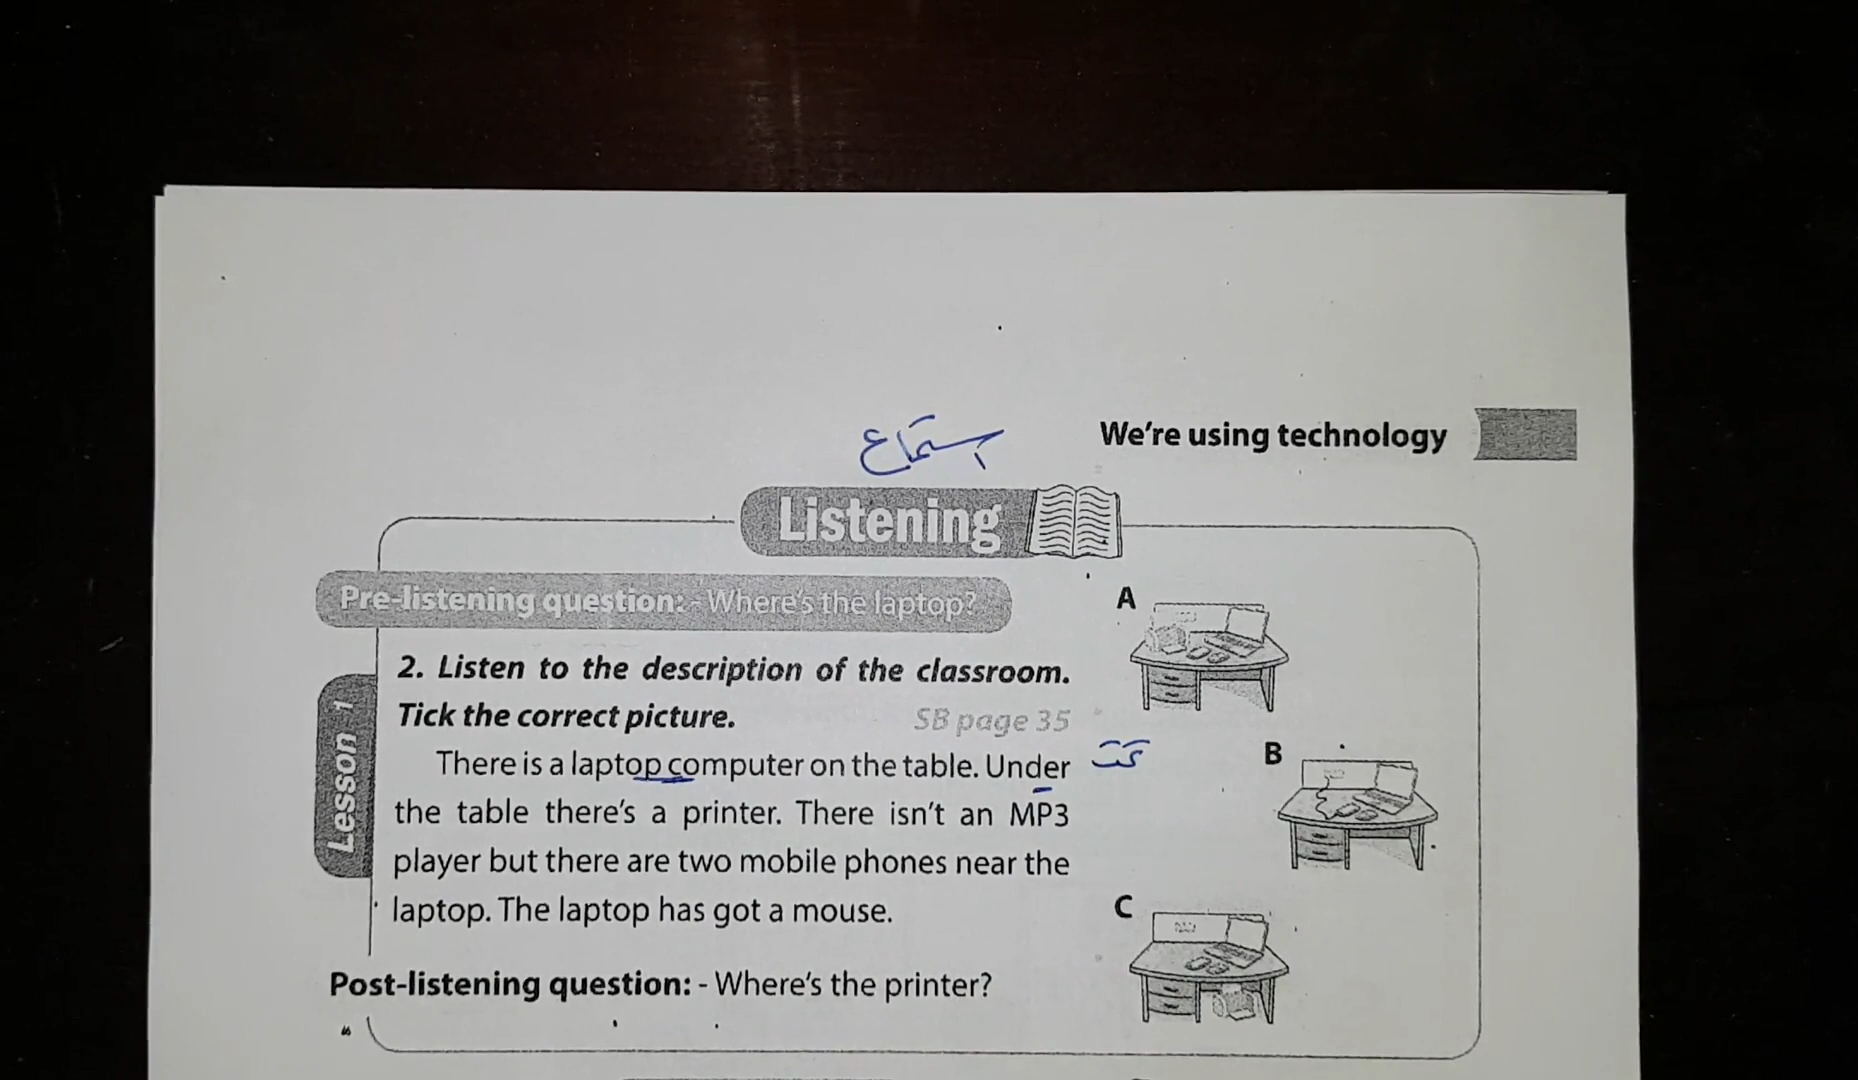 استماع
We're using technology
Listening
Pre-listening question: - Where's the laptop?
A
2. Listen to the description of the classroom.
Tick the correct picture. SB page 35
Lesson 1
There is a laptop computer on the table. Under
تحت
B
the table there's a printer. There isn't an MP3
player but there are two mobile phones near the
laptop. The laptop has got a mouse.
C
Post-listening question: - Where's the printer?